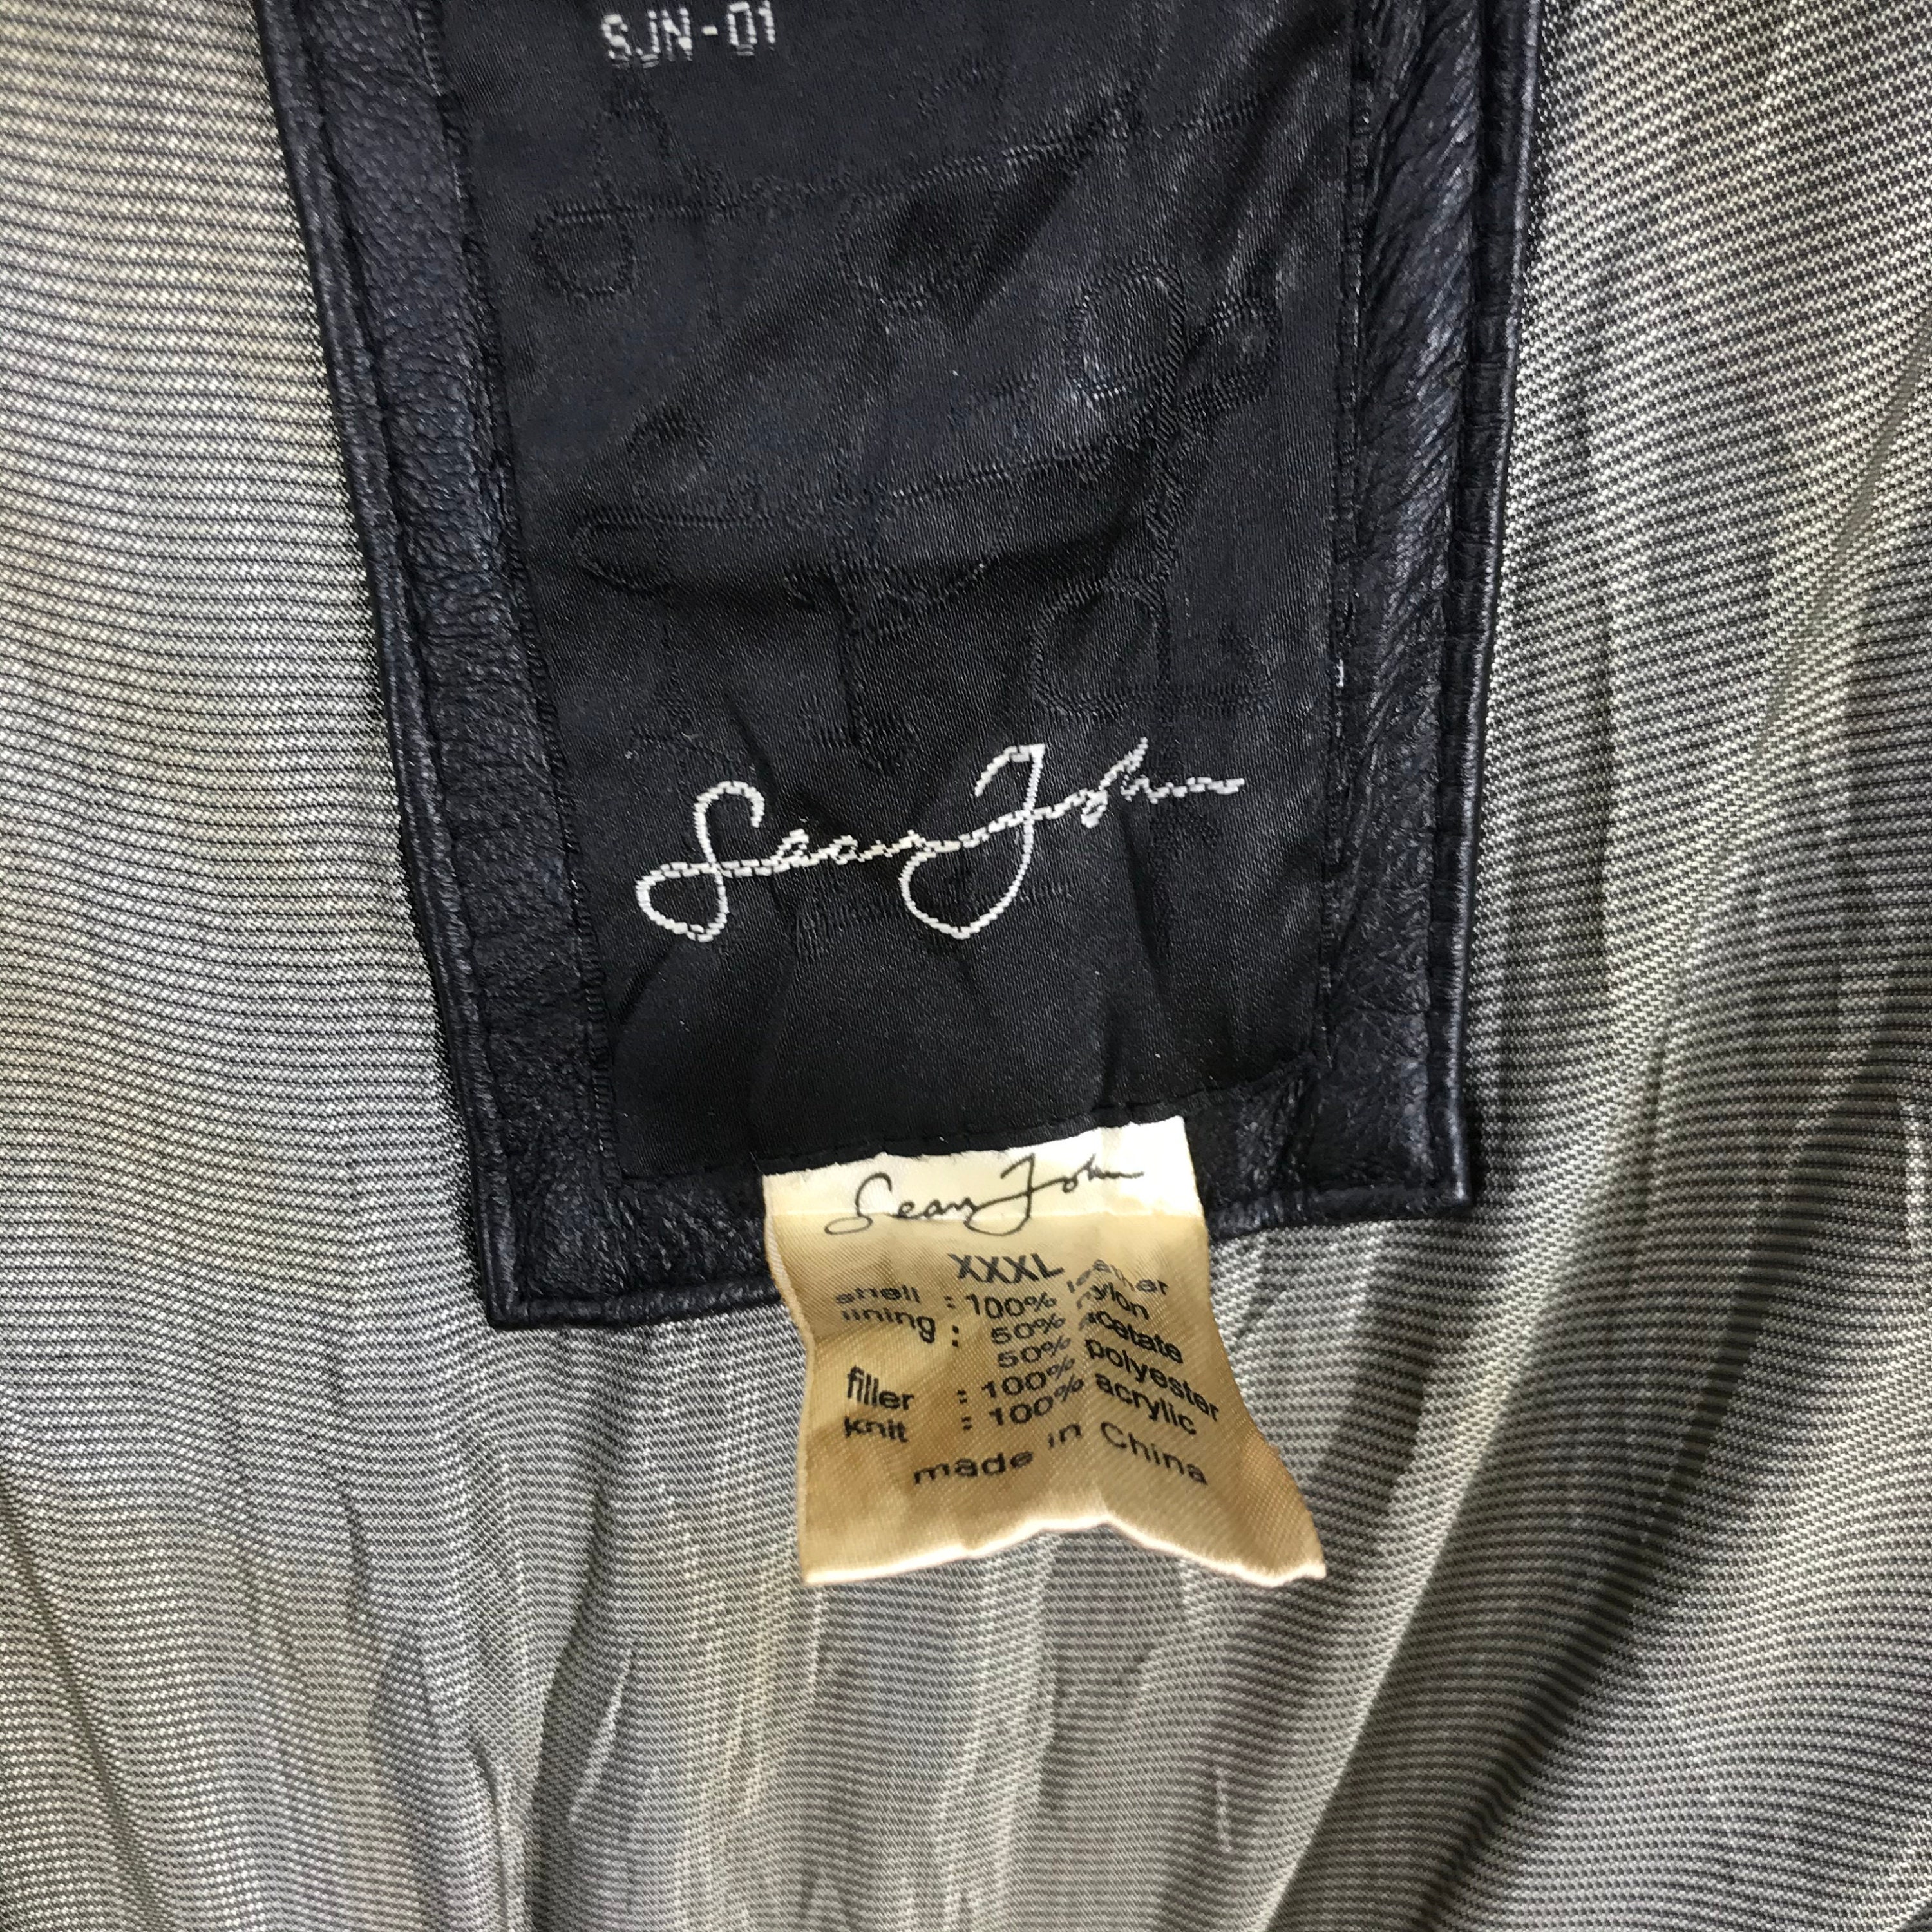 SJN-01
Sean John
Sean John
XXXL
shell : 100% leather
lining : 50% nylon
50% acetate
filler : 100% polyester
knit : 100% acrylic
made in China